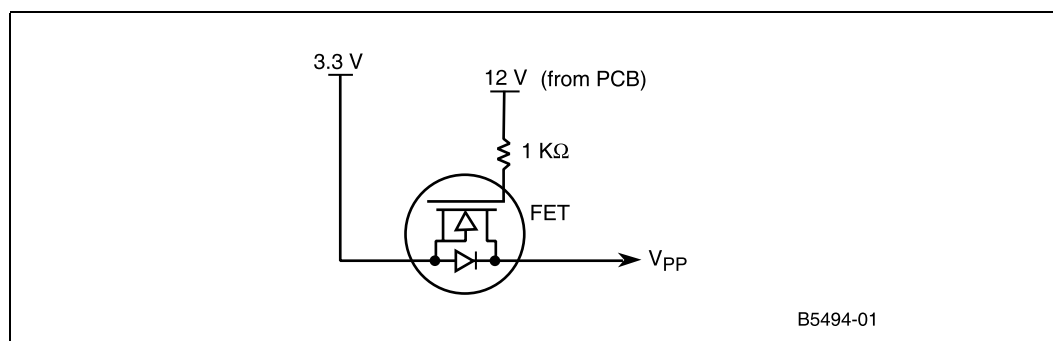 3.3 V
12 V (from PCB)
1 KΩ
FET
VPP
B5494-01